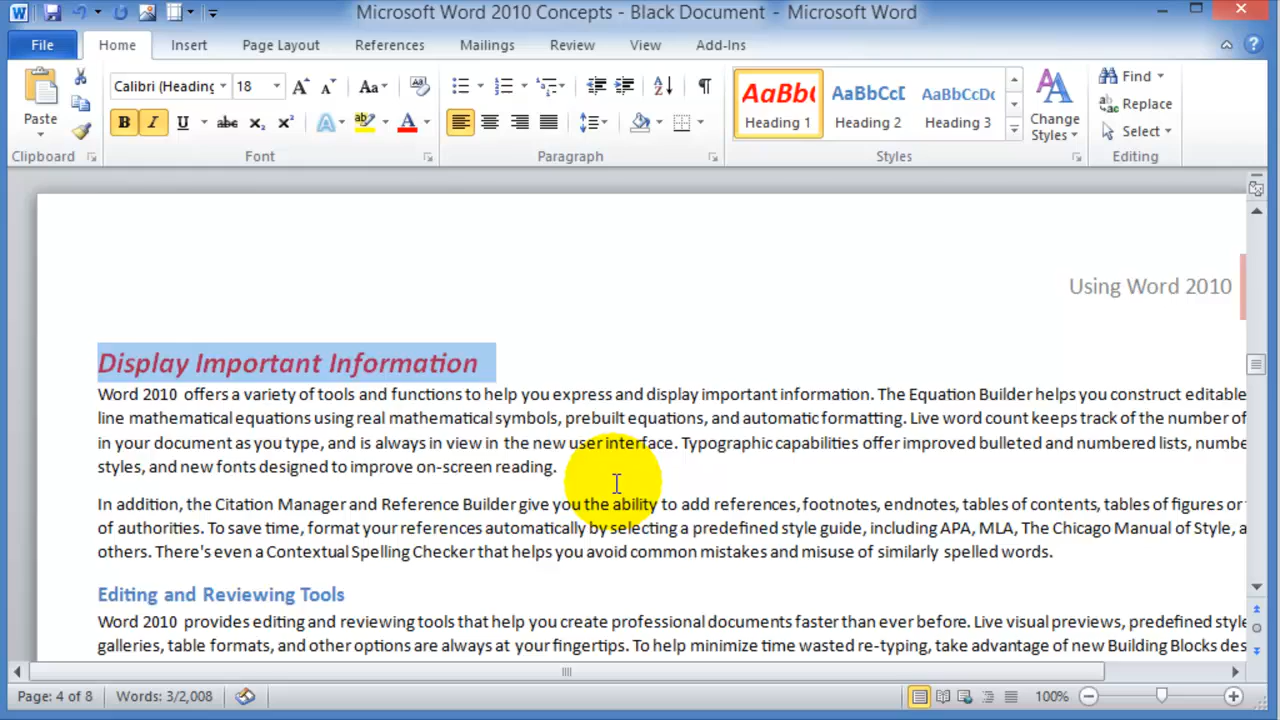 Microsoft Word 2010 Concepts - Black Document - Microsoft Word
File Home Insert Page Layout References Mailings Review View Add-Ins
Paste
Calibri (Heading 18 Aa
AaBbC AaBbCcD AaBbCcDc
Heading 1 Heading 2 Heading 3
Change Styles
Find
Replace
Select
B I U abc x₂ x² A ab A
Clipboard Font Paragraph Styles Editing
Using Word 2010
Display Important Information
Word 2010 offers a variety of tools and functions to help you express and display important information. The Equation Builder helps you construct editable
line mathematical equations using real mathematical symbols, prebuilt equations, and automatic formatting. Live word count keeps track of the number of
in your document as you type, and is always in view in the new user interface. Typographic capabilities offer improved bulleted and numbered lists, numbe
styles, and new fonts designed to improve on-screen reading.
In addition, the Citation Manager and Reference Builder give you the ability to add references, footnotes, endnotes, tables of contents, tables of figures or
of authorities. To save time, format your references automatically by selecting a predefined style guide, including APA, MLA, The Chicago Manual of Style, a
others. There's even a Contextual Spelling Checker that helps you avoid common mistakes and misuse of similarly spelled words.
Editing and Reviewing Tools
Word 2010 provides editing and reviewing tools that help you create professional documents faster than ever before. Live visual previews, predefined style
galleries, table formats, and other options are always at your fingertips. To help minimize time wasted re-typing, take advantage of new Building Blocks des
Page: 4 of 8 Words: 3/2,008 100%